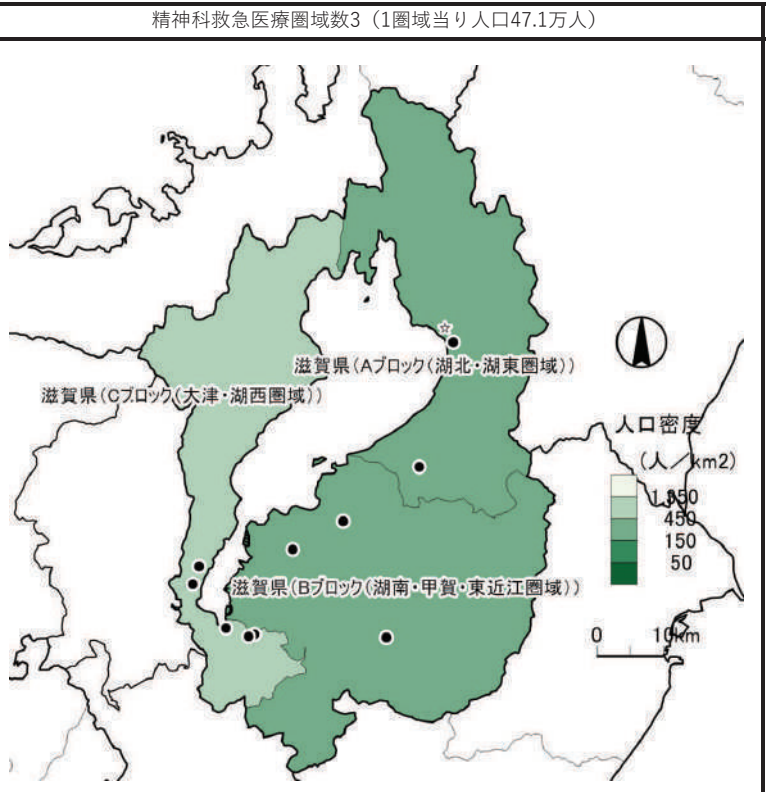 精神科救急医療圏域数3（1圏域当り人口47.1万人）
☆
滋賀県(Aブロック(湖北・湖東圏域))
滋賀県(Cブロック(大津・湖西圏域))
人口密度
(人／km2)
1,350
450
150
50
滋賀県(Bブロック(湖南・甲賀・東近江圏域))
0 10km
)